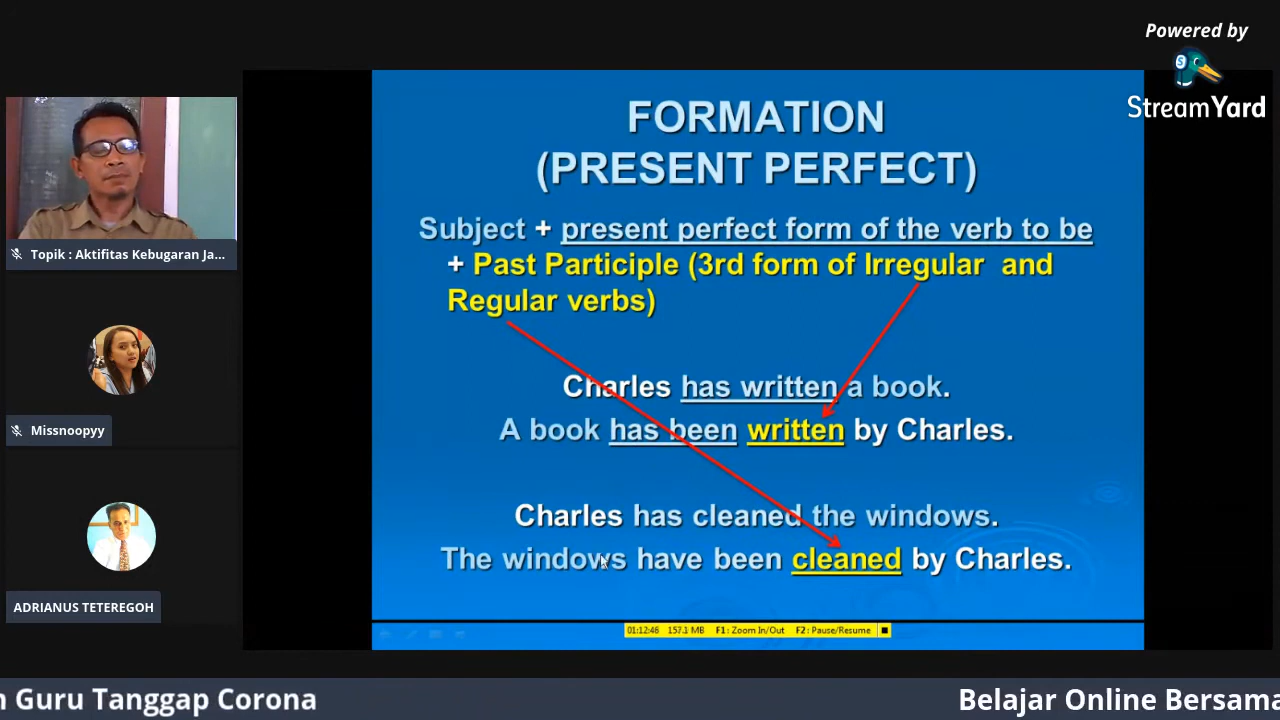 Powered by
StreamYard
FORMATION
(PRESENT PERFECT)
Subject + present perfect form of the verb to be
+ Past Participle (3rd form of Irregular and
Regular verbs)
Charles has written a book.
A book has been written by Charles.
Charles has cleaned the windows.
The windows have been cleaned by Charles.
01:12:46 157.1 MB F1: Zoom In/Out F2: Pause/Resume
Topik : Aktifitas Kebugaran Ja...
Missnoopyy
ADRIANUS TETEREGOH
n Guru Tanggap Corona
Belajar Online Bersama